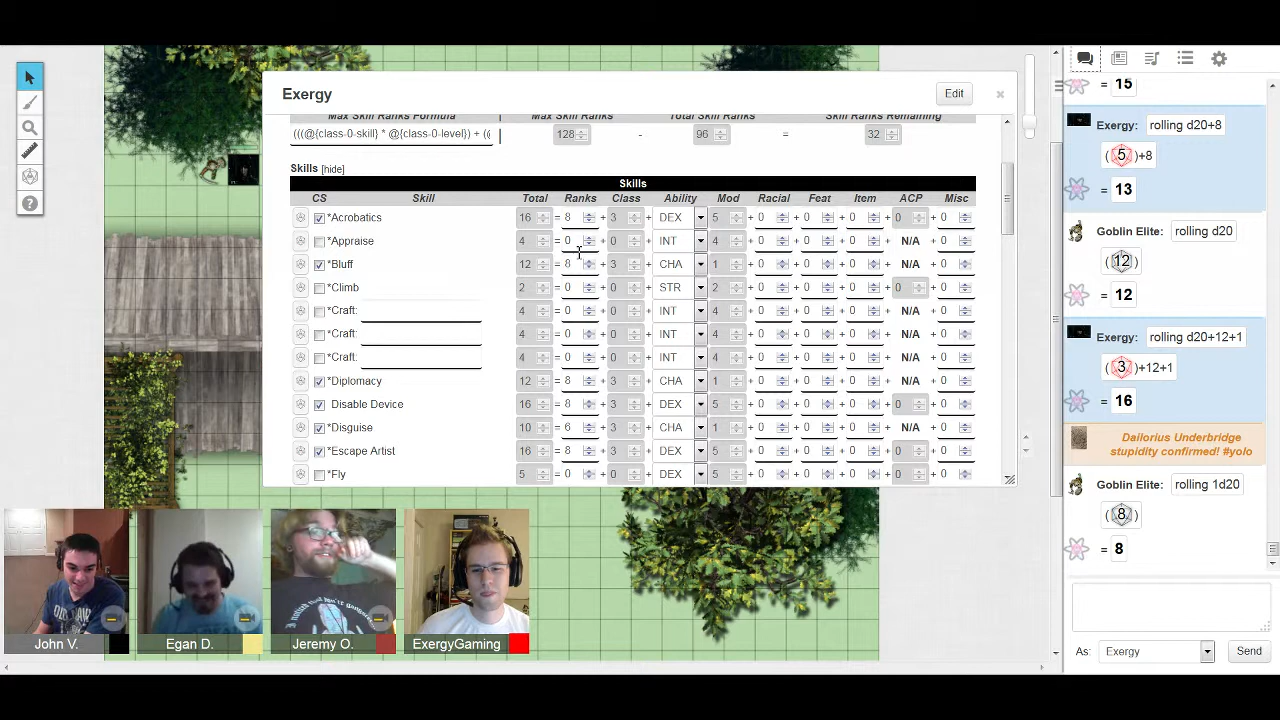 Exergy
Edit
×
Max Skill Ranks Formula Max Skill Ranks Total Skill Ranks Skill Ranks Remaining
(((@{class-0-skill} * @{class-0-level}) + ( 128 - 96 = 32
Skills [hide]
Skills
CS Skill Total Ranks Class Ability Mod Racial Feat Item ACP Misc
*Acrobatics 16 = 8 + 3 + DEX 5 + 0 + 0 + 0 + 0 + 0
*Appraise 4 = 0 + 0 + INT 4 + 0 + 0 + 0 N/A + 0
*Bluff 12 = 8 + 3 + CHA 1 + 0 + 0 + 0 N/A + 0
*Climb 2 = 0 + 0 + STR 2 + 0 + 0 + 0 + 0 + 0
*Craft: 4 = 0 + 0 + INT 4 + 0 + 0 + 0 N/A + 0
*Craft: 4 = 0 + 0 + INT 4 + 0 + 0 + 0 N/A + 0
*Craft: 4 = 0 + 0 + INT 4 + 0 + 0 + 0 N/A + 0
*Diplomacy 12 = 8 + 3 + CHA 1 + 0 + 0 + 0 N/A + 0
Disable Device 16 = 8 + 3 + DEX 5 + 0 + 0 + 0 + 0 + 0
*Disguise 10 = 6 + 3 + CHA 1 + 0 + 0 + 0 N/A + 0
*Escape Artist 16 = 8 + 3 + DEX 5 + 0 + 0 + 0 + 0 + 0
*Fly 5 = 0 + 0 + DEX 5 + 0 + 0 + 0 + 0 + 0
John V.
Egan D.
Jeremy O.
ExergyGaming
= 15
Exergy: rolling d20+8
(5)+8
= 13
Goblin Elite: rolling d20
(12)
= 12
Exergy: rolling d20+12+1
(3)+12+1
= 16
Dailorius Underbridge
stupidity confirmed! #yolo
Goblin Elite: rolling 1d20
(8)
= 8
As: Exergy Send